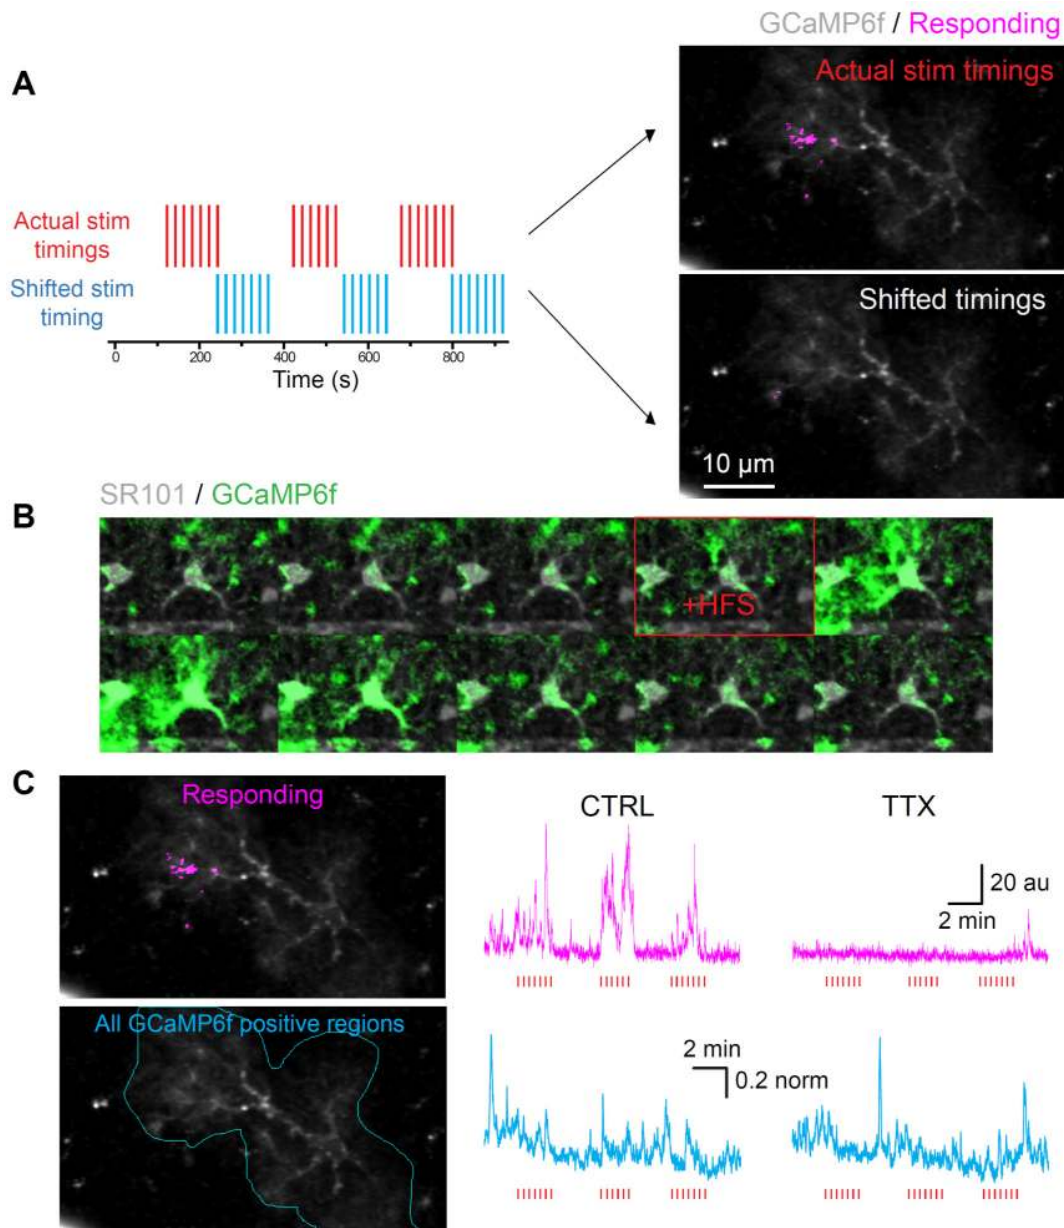 GCaMP6f / Responding
A
Actual stim timings
Actual stim
timings
Shifted stim
timing
0 200 400 600 800
Time (s)
Shifted timings
10 µm
SR101 / GCaMP6f
B
+HFS
C
Responding
CTRL
TTX
20 au
2 min
All GCaMP6f positive regions
2 min
0.2 norm